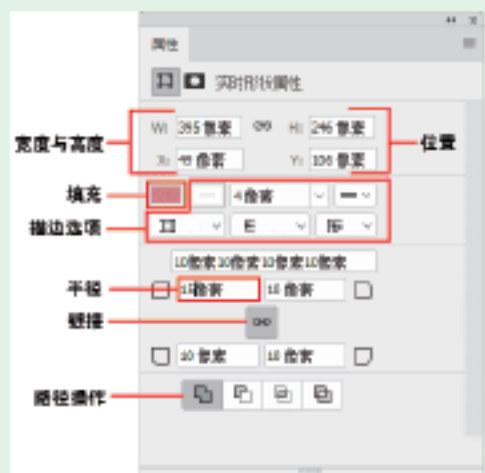 属性
实时形状属性
W: 395 像素 H: 246 像素
X: 49 像素 Y: 106 像素
宽度与高度
位置
填充
4 像素
描边选项
10像素10像素10像素10像素
半径
10 像素
链接
10 像素 10 像素
路径操作